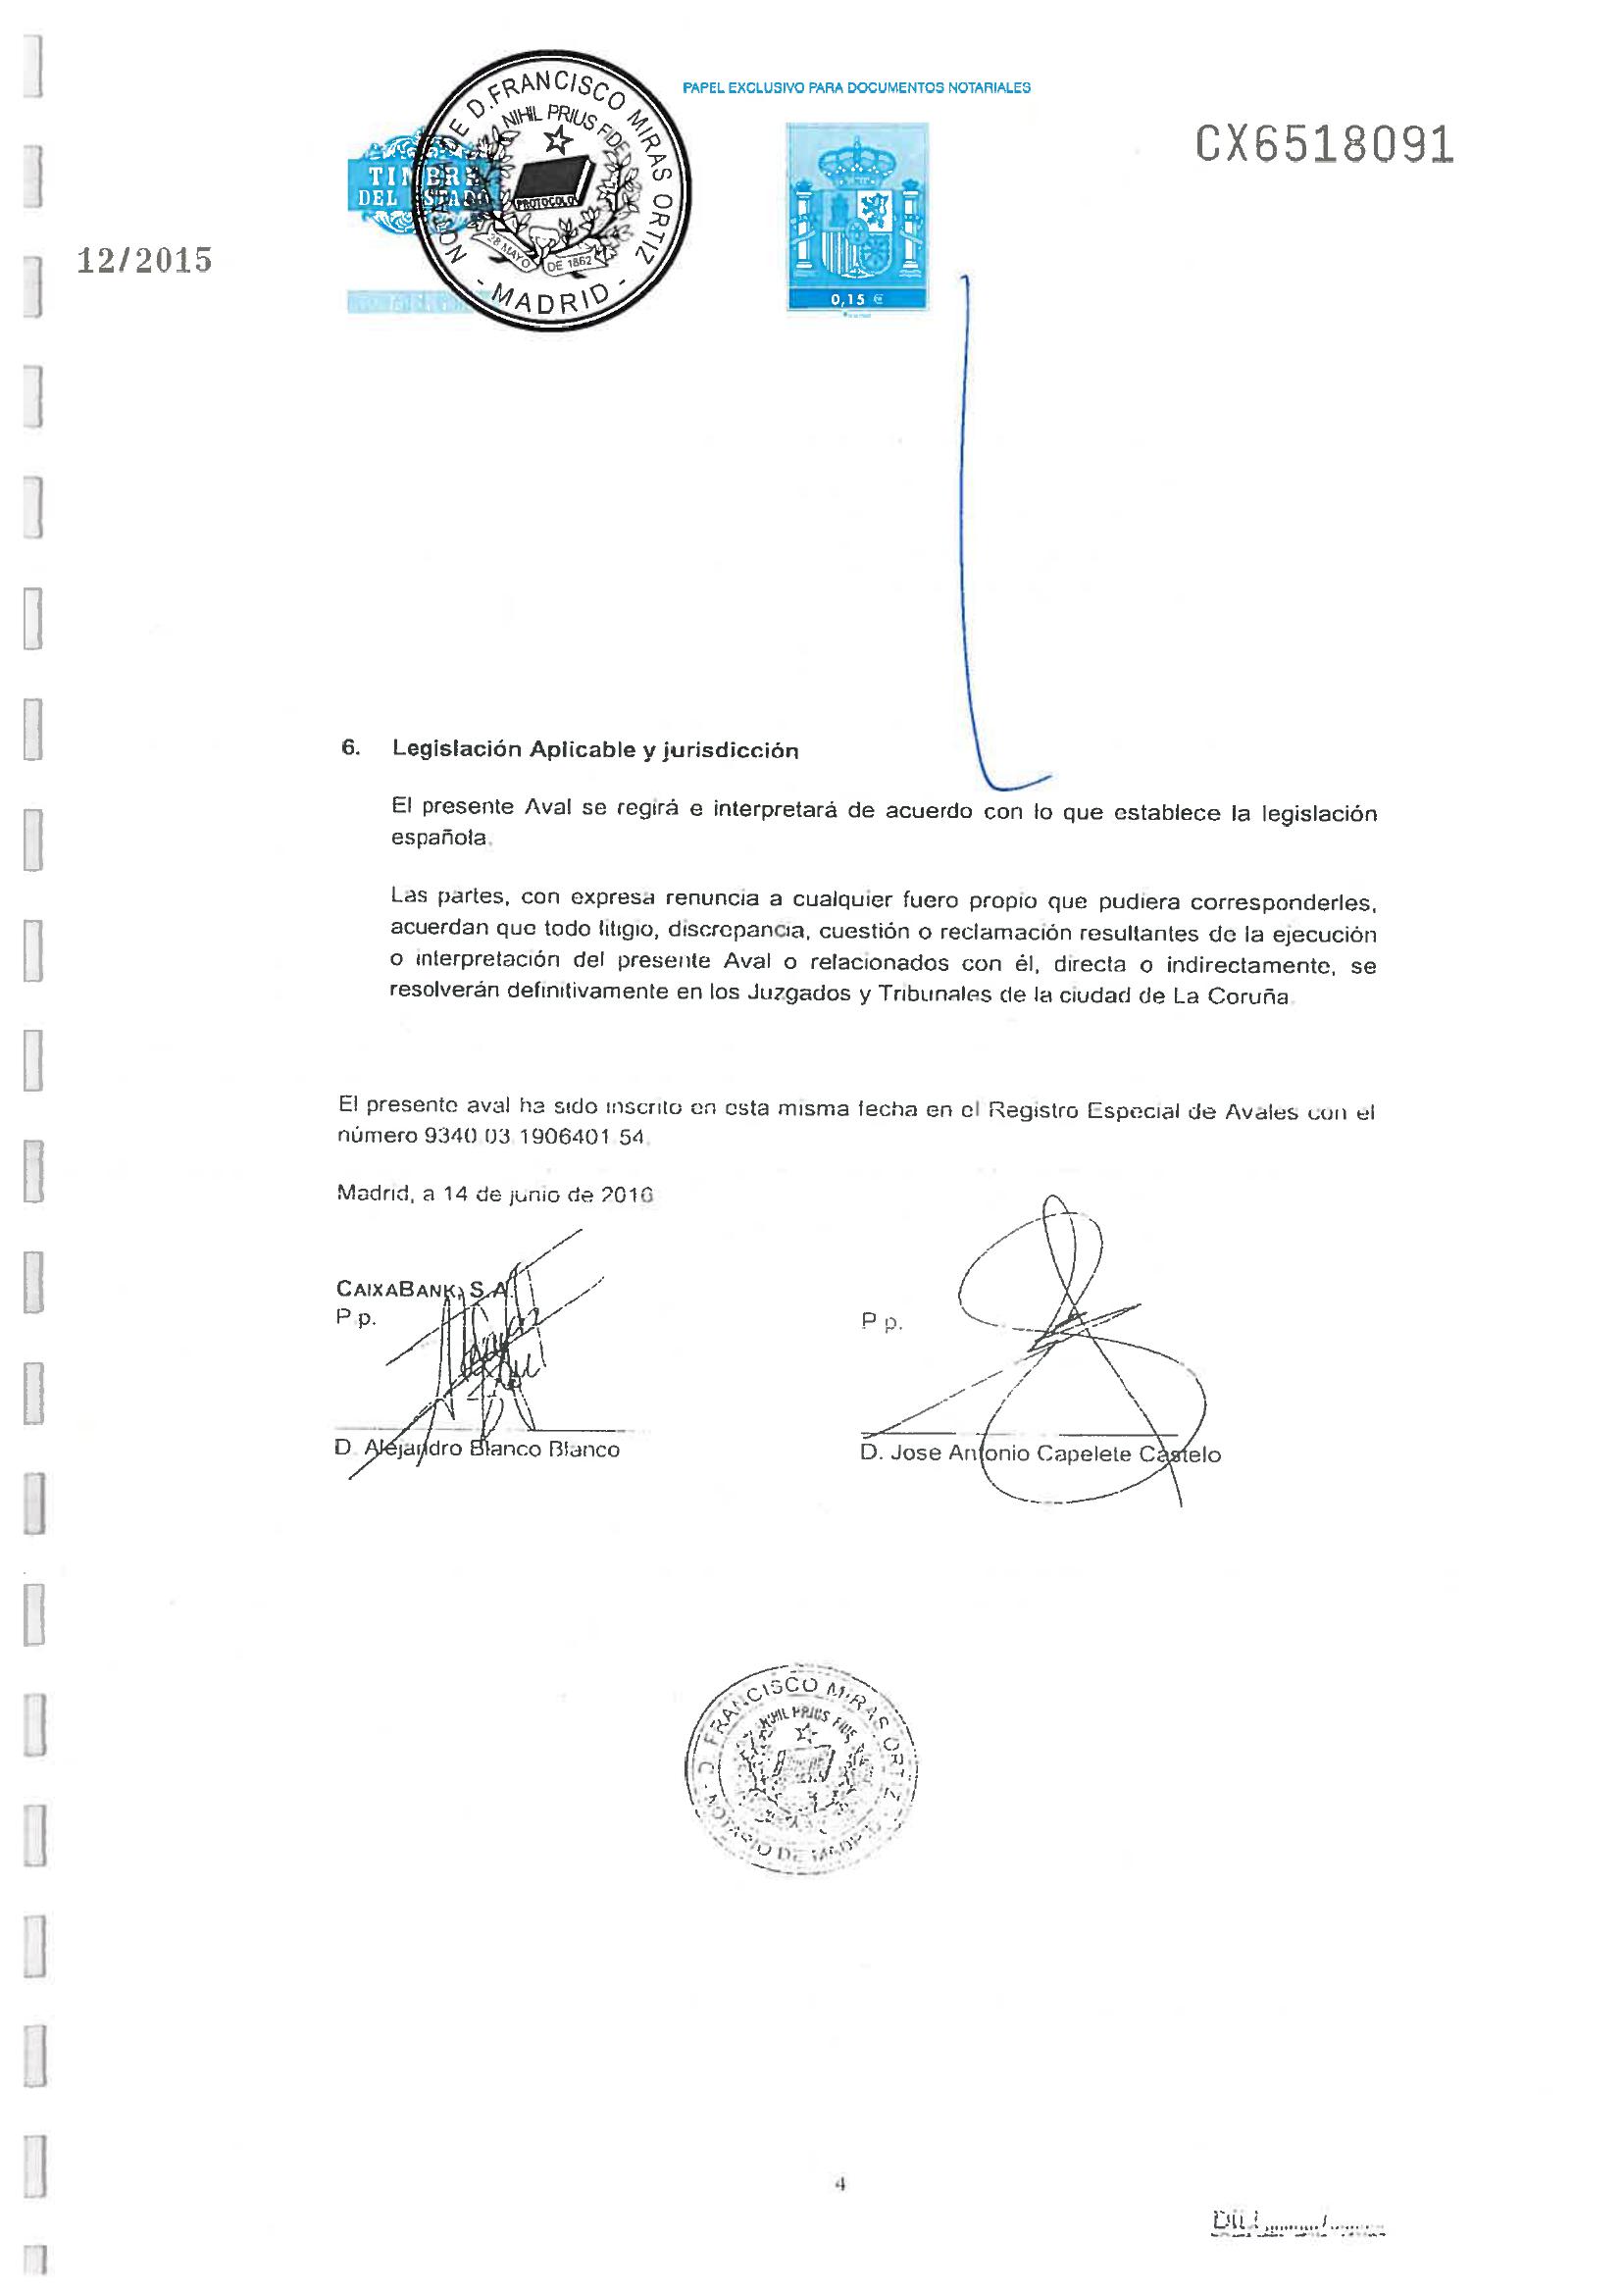 PAPEL EXCLUSIVO PARA DOCUMENTOS NOTARIALES
CX6518091
NOTARÍA DE D. FRANCISCO MIRAS ORTIZ
- MADRID -
NIHIL PRIUS FIDE
PROTOCOLO
28 MAYO DE 1862
TIMBRE
DEL ESTADO
0,15 €
12/2015
6. Legislación Aplicable y jurisdicción
El presente Aval se regirá e interpretará de acuerdo con lo que establece la legislación
española.
Las partes, con expresa renuncia a cualquier fuero propio que pudiera corresponderles,
acuerdan que todo litigio, discrepancia, cuestión o reclamación resultantes de la ejecución
o interpretación del presente Aval o relacionados con él, directa o indirectamente, se
resolverán definitivamente en los Juzgados y Tribunales de la ciudad de La Coruña.
El presente aval ha sido inscrito en esta misma fecha en el Registro Especial de Avales con el
número 9340 03 1906401 54.
Madrid, a 14 de junio de 2016
CAIXABANK, S.A.
P.p.
P.p.
D. Alejandro Blanco Blanco
D. Jose Antonio Capelete Castelo
D. FRANCISCO MIRAS ORTIZ
NOTARIO DE MADRID
NIHIL PRIUS FIDE
4